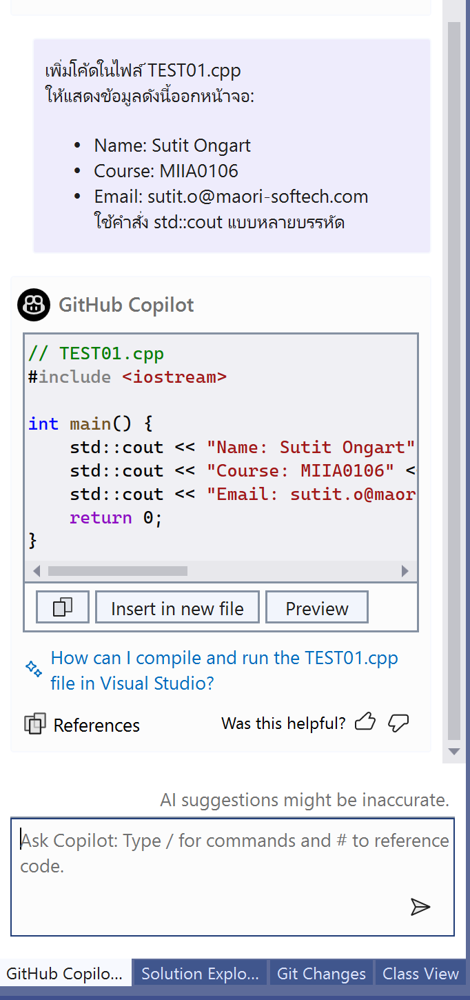 เพิ่มโค้ดในไฟล์ TEST01.cpp
ให้แสดงข้อมูลดังนี้ออกหน้าจอ:
• Name: Sutit Ongart
• Course: MIIA0106
• Email: sutit.o@maori-softech.com
ใช้คำสั่ง std::cout แบบหลายบรรทัด
GitHub Copilot
// TEST01.cpp
#include <iostream>
int main() {
std::cout << "Name: Sutit Ongart"
std::cout << "Course: MIIA0106" <
std::cout << "Email: sutit.o@maor
return 0;
}
Insert in new file
Preview
How can I compile and run the TEST01.cpp
file in Visual Studio?
References
Was this helpful?
AI suggestions might be inaccurate.
Ask Copilot: Type / for commands and # to reference
code.
GitHub Copilo...
Solution Explo...
Git Changes
Class View